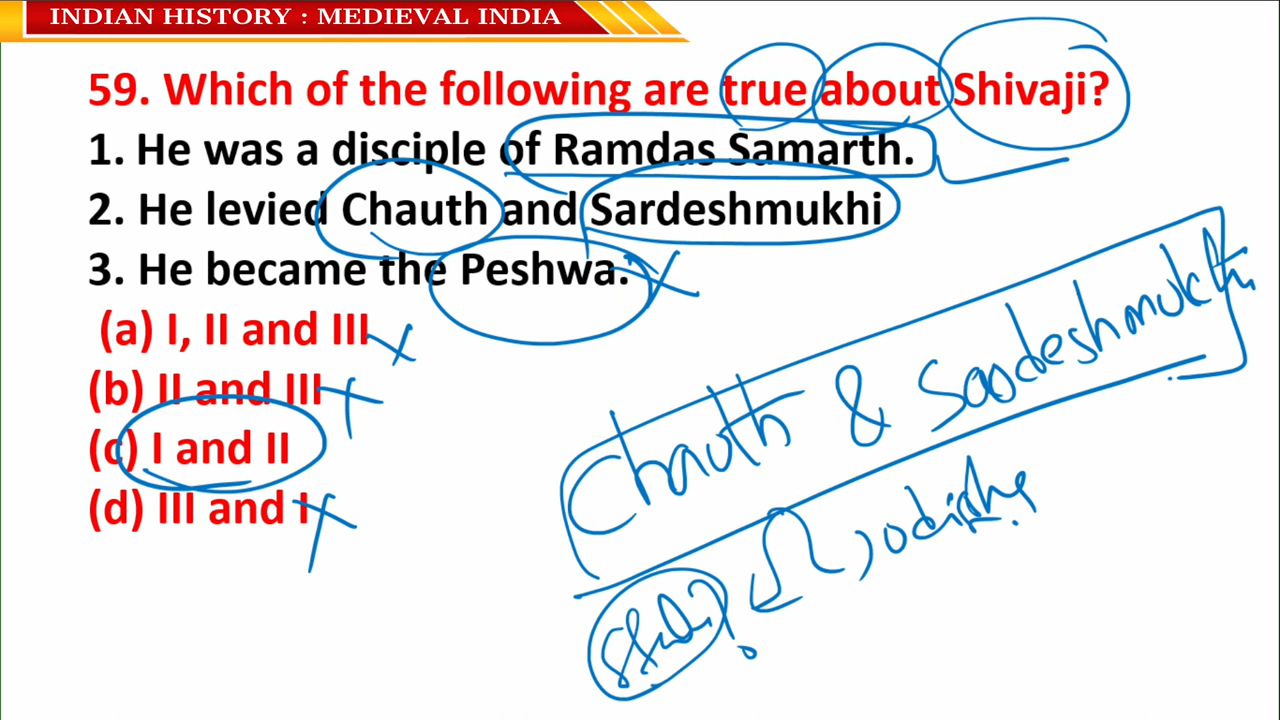 INDIAN HISTORY : MEDIEVAL INDIA
59. Which of the following are true about Shivaji?
1. He was a disciple of Ramdas Samarth.
2. He levied Chauth and Sardeshmukhi
3. He became the Peshwa.
(a) I, II and III
(b) II and III
(c) I and II
(d) III and I
Chauth & Sardeshmukhi